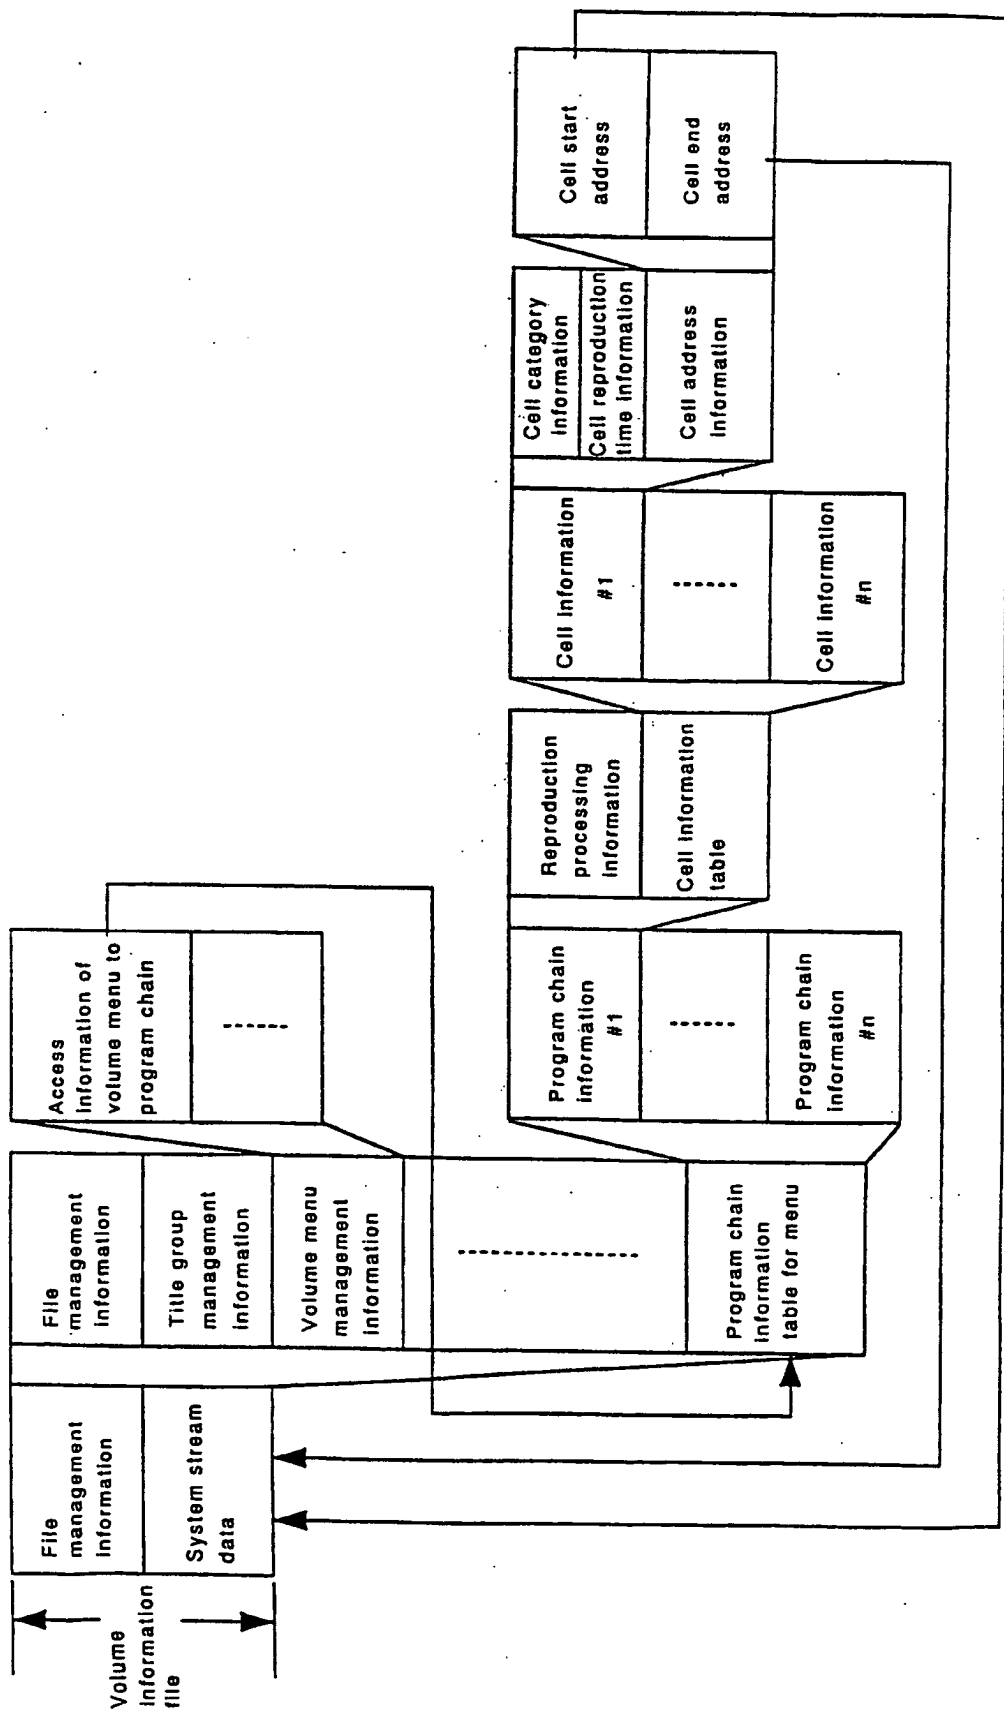 Volume
information
file
File
management
information
System stream
data
File
management
information
Title group
management
information
Volume menu
management
information
Program chain
information
table for menu
Access
information of
volume menu to
program chain
Program chain
information
#1
Program chain
information
#n
Reproduction
processing
information
Cell information
table
Cell information
#1
Cell information
#n
Cell category
information
Cell reproduction
time information
Cell address
information
Cell start
address
Cell end
address